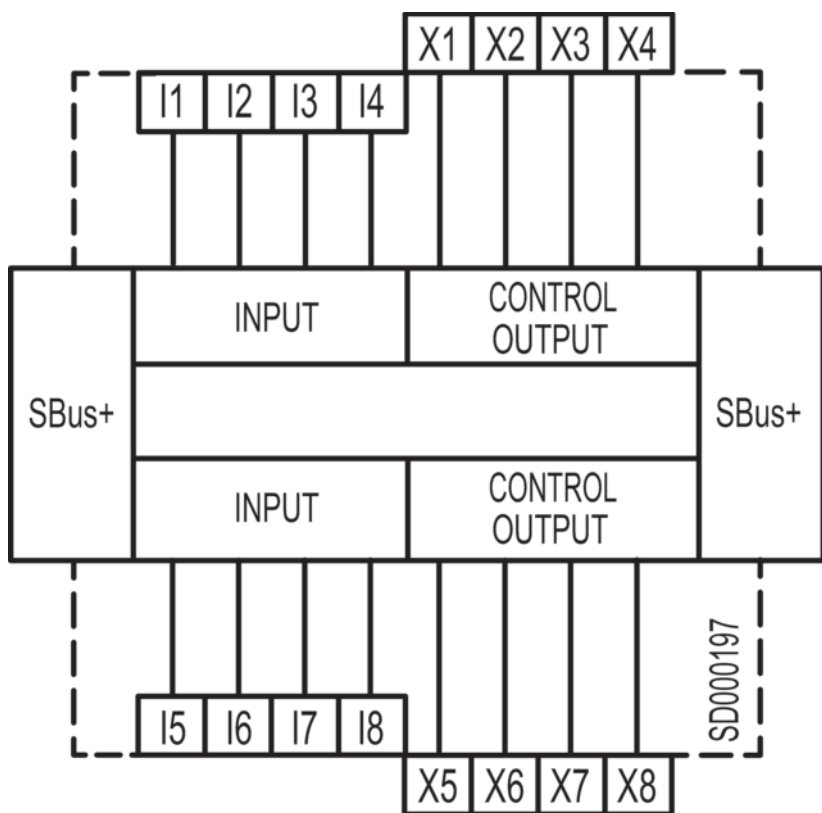 X1 X2 X3 X4
I1 I2 I3 I4
INPUT
CONTROL
OUTPUT
SBus+
SBus+
INPUT
CONTROL
OUTPUT
SD000197
I5 I6 I7 I8
X5 X6 X7 X8